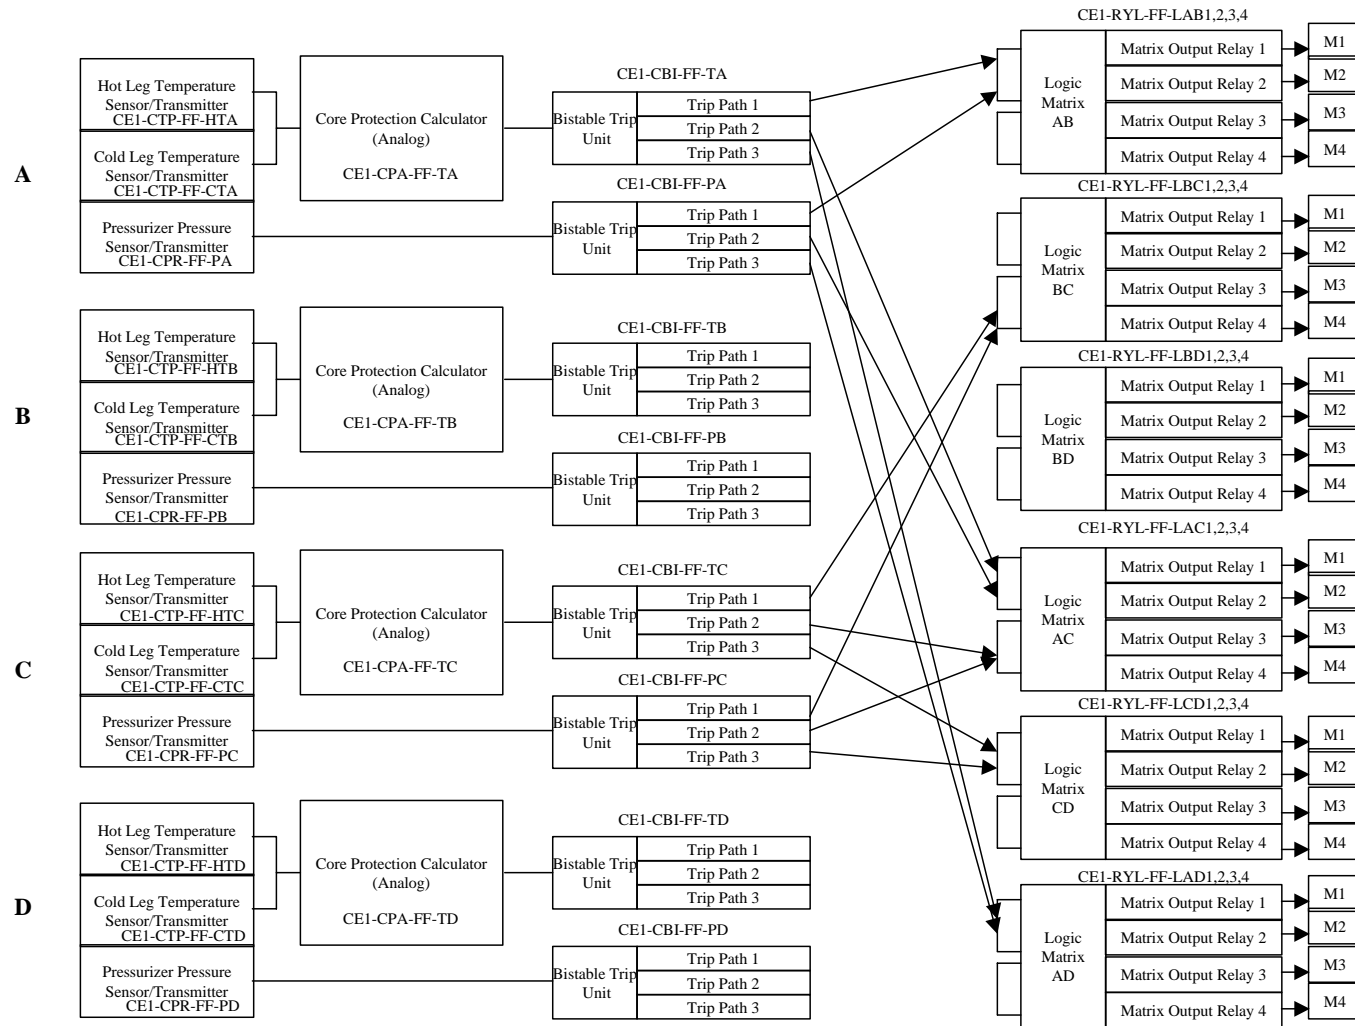 A
Hot Leg Temperature
Sensor/Transmitter
CE1-CTP-FF-HTA
Cold Leg Temperature
Sensor/Transmitter
CE1-CTP-FF-CTA
Pressurizer Pressure
Sensor/Transmitter
CE1-CPR-FF-PA
Core Protection Calculator
(Analog)
CE1-CPA-FF-TA
CE1-CBI-FF-TA
Bistable Trip
Unit
Trip Path 1
Trip Path 2
Trip Path 3
CE1-CBI-FF-PA
Bistable Trip
Unit
Trip Path 1
Trip Path 2
Trip Path 3
B
Hot Leg Temperature
Sensor/Transmitter
CE1-CTP-FF-HTB
Cold Leg Temperature
Sensor/Transmitter
CE1-CTP-FF-CTB
Pressurizer Pressure
Sensor/Transmitter
CE1-CPR-FF-PB
Core Protection Calculator
(Analog)
CE1-CPA-FF-TB
CE1-CBI-FF-TB
Bistable Trip
Unit
Trip Path 1
Trip Path 2
Trip Path 3
CE1-CBI-FF-PB
Bistable Trip
Unit
Trip Path 1
Trip Path 2
Trip Path 3
C
Hot Leg Temperature
Sensor/Transmitter
CE1-CTP-FF-HTC
Cold Leg Temperature
Sensor/Transmitter
CE1-CTP-FF-CTC
Pressurizer Pressure
Sensor/Transmitter
CE1-CPR-FF-PC
Core Protection Calculator
(Analog)
CE1-CPA-FF-TC
CE1-CBI-FF-TC
Bistable Trip
Unit
Trip Path 1
Trip Path 2
Trip Path 3
CE1-CBI-FF-PC
Bistable Trip
Unit
Trip Path 1
Trip Path 2
Trip Path 3
D
Hot Leg Temperature
Sensor/Transmitter
CE1-CTP-FF-HTD
Cold Leg Temperature
Sensor/Transmitter
CE1-CTP-FF-CTD
Pressurizer Pressure
Sensor/Transmitter
CE1-CPR-FF-PD
Core Protection Calculator
(Analog)
CE1-CPA-FF-TD
CE1-CBI-FF-TD
Bistable Trip
Unit
Trip Path 1
Trip Path 2
Trip Path 3
CE1-CBI-FF-PD
Bistable Trip
Unit
Trip Path 1
Trip Path 2
Trip Path 3
CE1-RYL-FF-LAB1,2,3,4
Logic
Matrix
AB
Matrix Output Relay 1
Matrix Output Relay 2
Matrix Output Relay 3
Matrix Output Relay 4
M1
M2
M3
M4
CE1-RYL-FF-LBC1,2,3,4
Logic
Matrix
BC
Matrix Output Relay 1
Matrix Output Relay 2
Matrix Output Relay 3
Matrix Output Relay 4
M1
M2
M3
M4
CE1-RYL-FF-LBD1,2,3,4
Logic
Matrix
BD
Matrix Output Relay 1
Matrix Output Relay 2
Matrix Output Relay 3
Matrix Output Relay 4
M1
M2
M3
M4
CE1-RYL-FF-LAC1,2,3,4
Logic
Matrix
AC
Matrix Output Relay 1
Matrix Output Relay 2
Matrix Output Relay 3
Matrix Output Relay 4
M1
M2
M3
M4
CE1-RYL-FF-LCD1,2,3,4
Logic
Matrix
CD
Matrix Output Relay 1
Matrix Output Relay 2
Matrix Output Relay 3
Matrix Output Relay 4
M1
M2
M3
M4
CE1-RYL-FF-LAD1,2,3,4
Logic
Matrix
AD
Matrix Output Relay 1
Matrix Output Relay 2
Matrix Output Relay 3
Matrix Output Relay 4
M1
M2
M3
M4